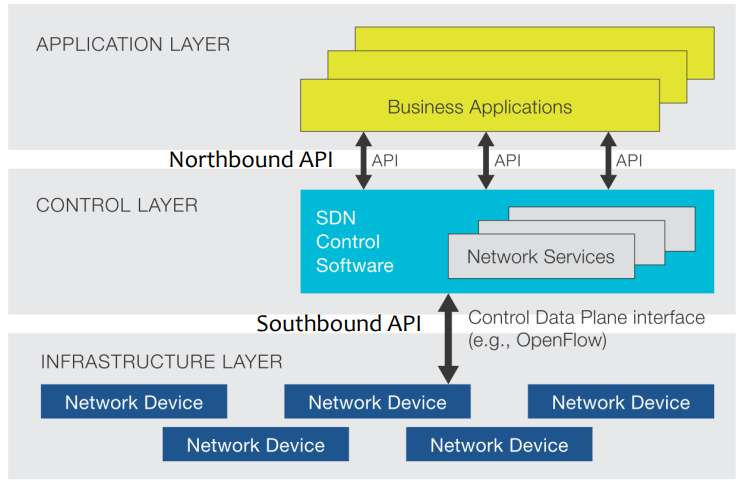 APPLICATION LAYER
Business Applications
Northbound API
API
API
API
CONTROL LAYER
SDN
Control
Software
Network Services
Southbound API
Control Data Plane interface
(e.g., OpenFlow)
INFRASTRUCTURE LAYER
Network Device
Network Device
Network Device
Network Device
Network Device